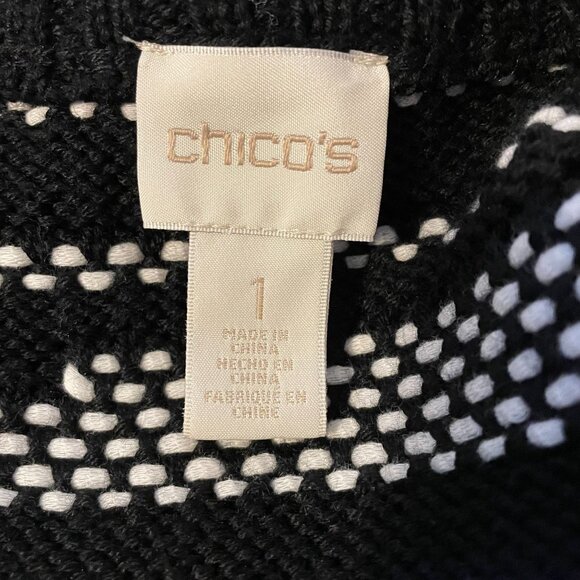 chico's
1
MADE IN
CHINA
HECHO EN
CHINA
FABRIQUE EN
CHINE